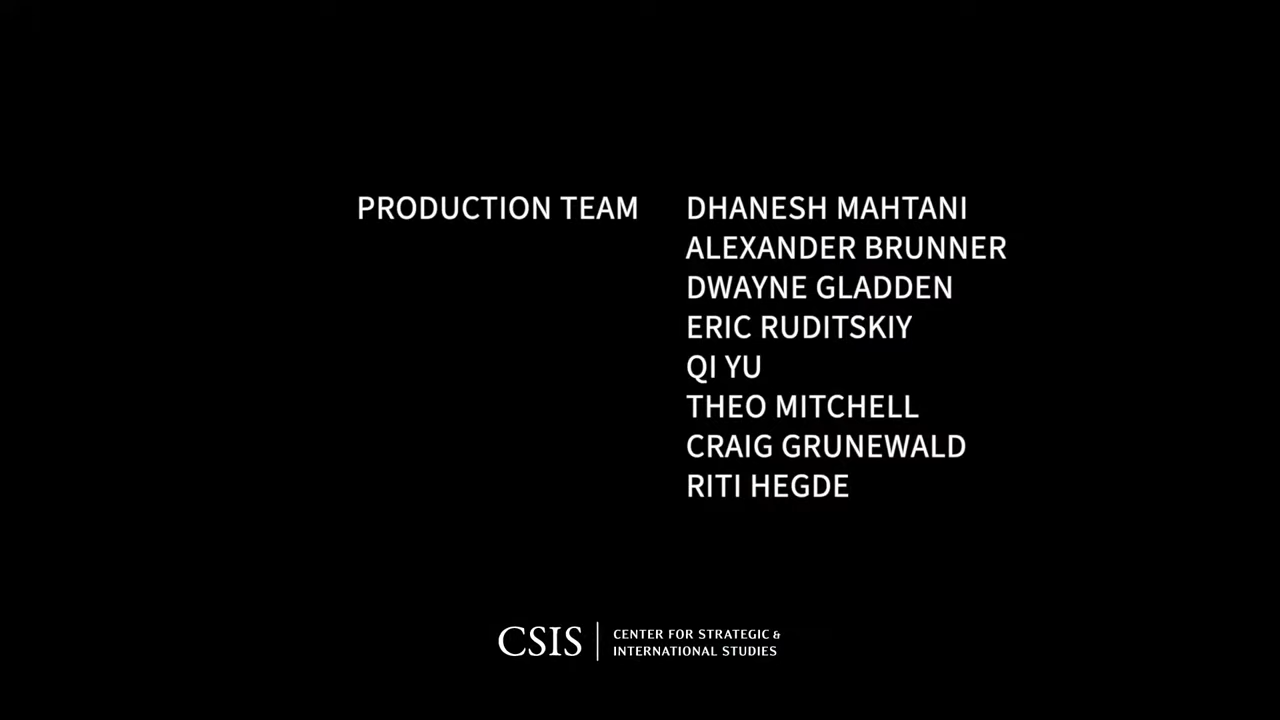 PRODUCTION TEAM DHANESH MAHTANI
ALEXANDER BRUNNER
DWAYNE GLADDEN
ERIC RUDITSKIY
QI YU
THEO MITCHELL
CRAIG GRUNEWALD
RITI HEGDE
CSIS
CENTER FOR STRATEGIC &
INTERNATIONAL STUDIES